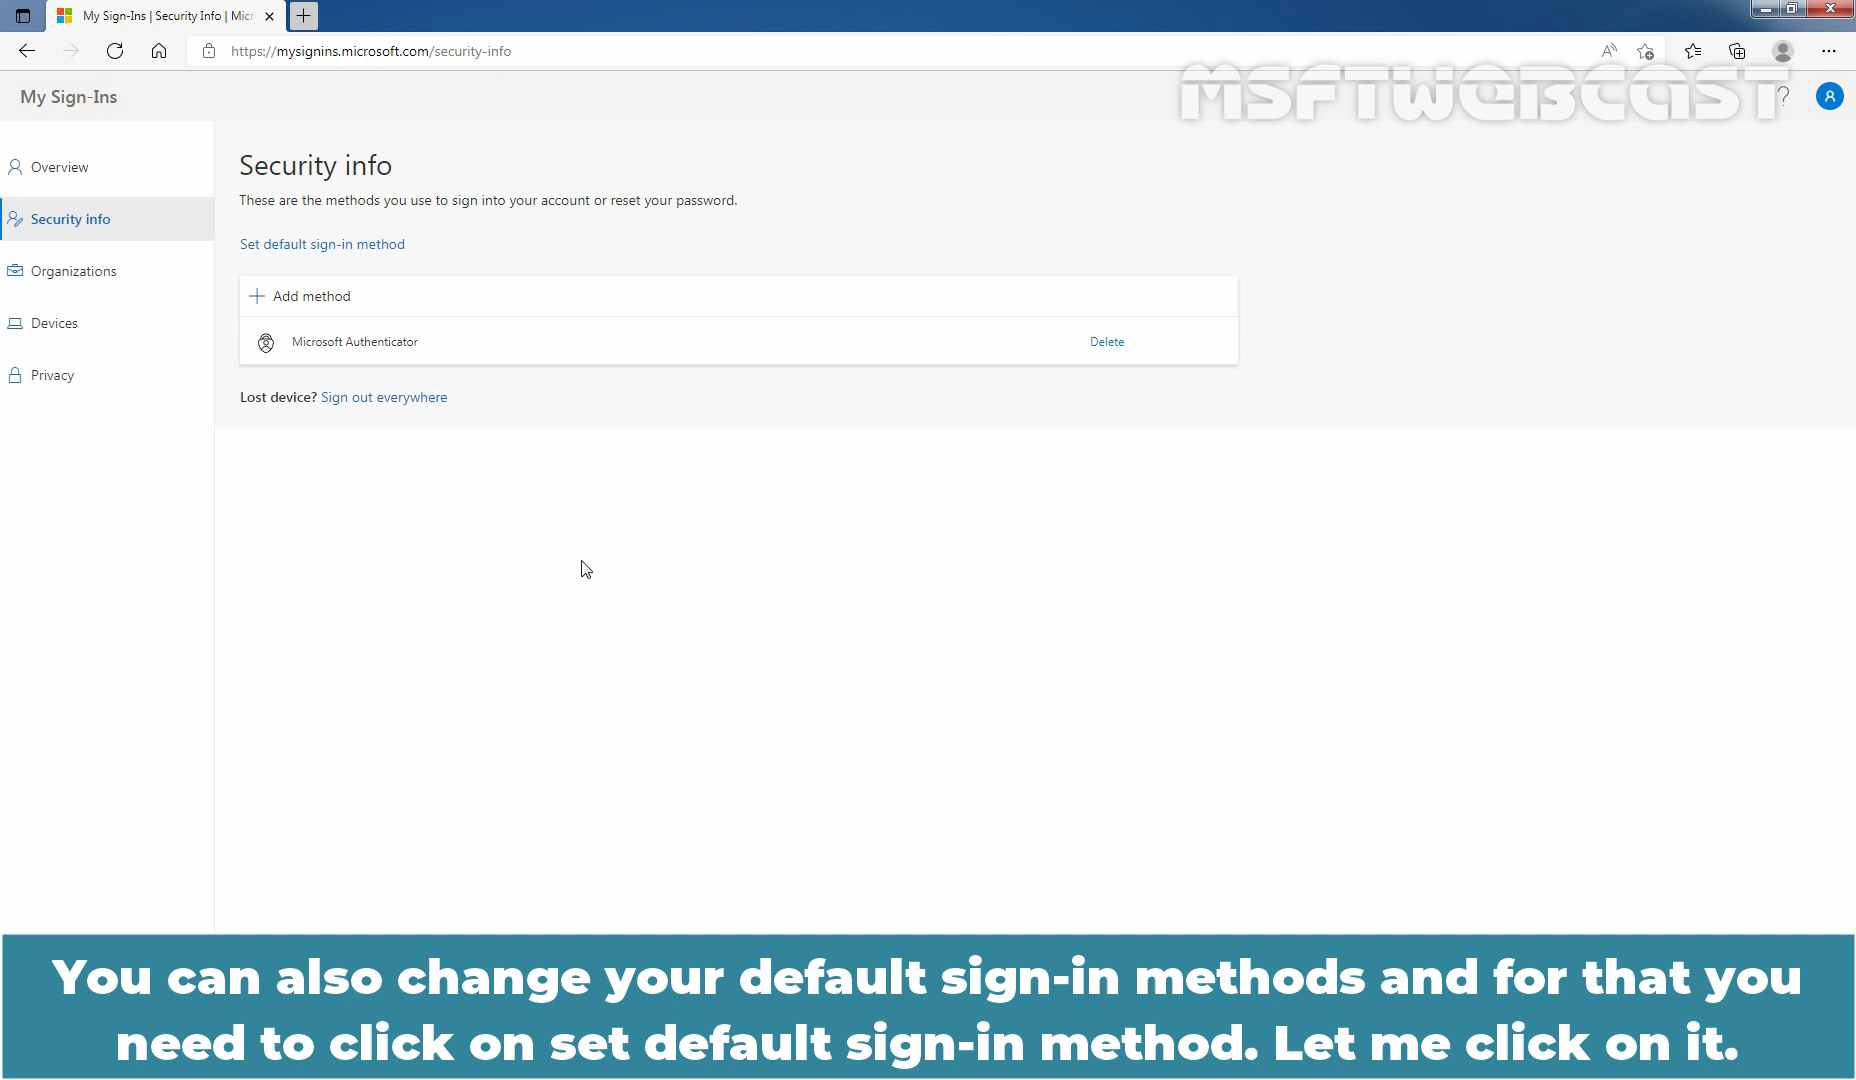 My Sign-Ins | Security Info | Micr
https://mysignins.microsoft.com/security-info
MSFTWEBCAST
My Sign-Ins
?
Overview
Security info
Organizations
Devices
Privacy
Security info
These are the methods you use to sign into your account or reset your password.
Set default sign-in method
Add method
Microsoft Authenticator Delete
Lost device? Sign out everywhere
You can also change your default sign-in methods and for that you
need to click on set default sign-in method. Let me click on it.